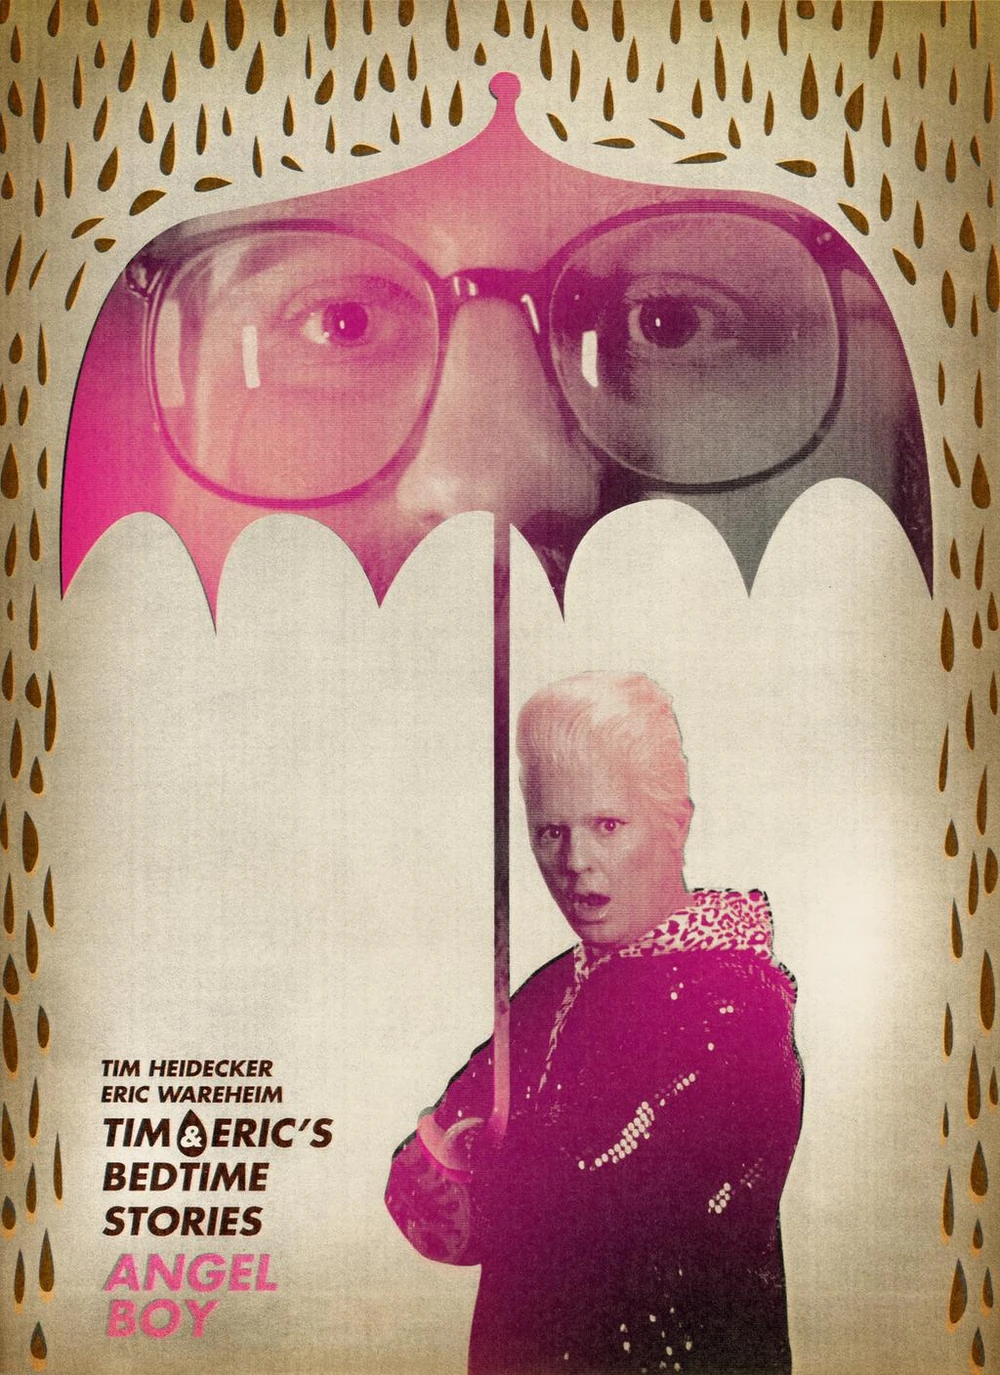 TIM HEIDECKER
ERIC WAREHEIM
TIM & ERIC'S
BEDTIME
STORIES
ANGEL
BOY